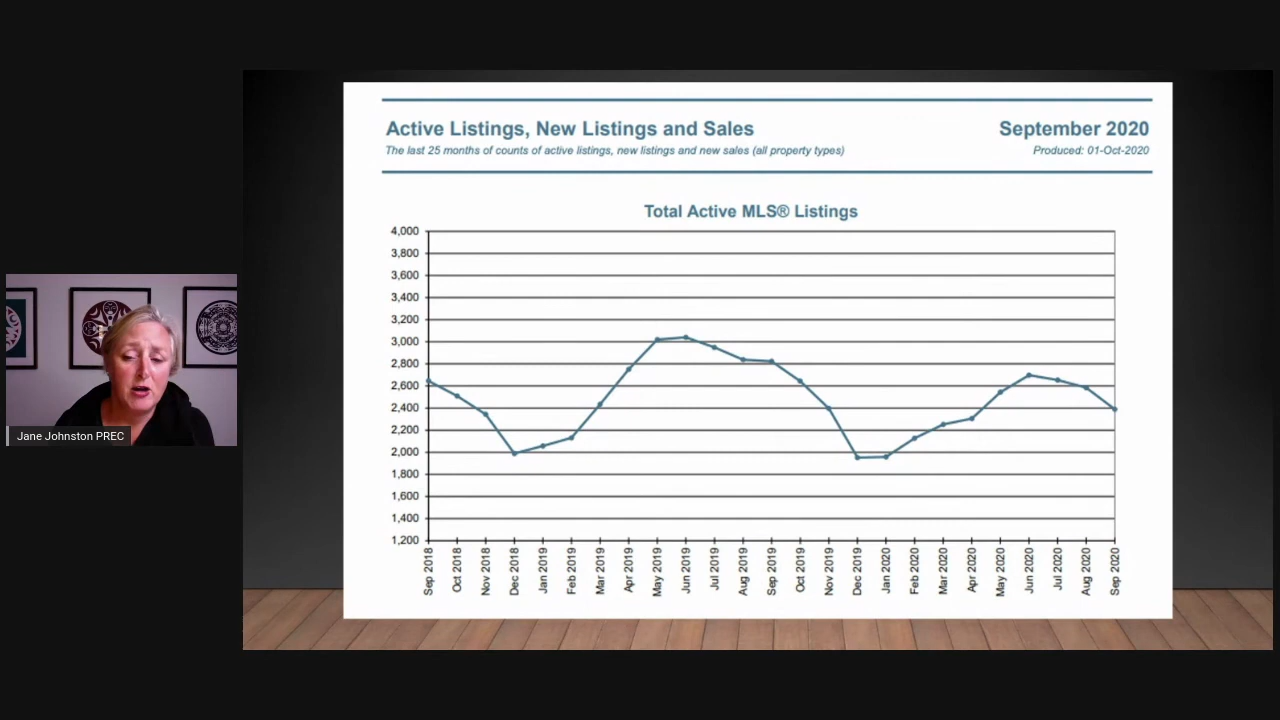 Active Listings, New Listings and Sales
September 2020
The last 25 months of counts of active listings, new listings and new sales (all property types)
Produced: 01-Oct-2020
Total Active MLS® Listings
4,000
3,800
3,600
3,400
3,200
3,000
2,800
2,600
2,400
2,200
2,000
1,800
1,600
1,400
1,200
Sep 2018
Oct 2018
Nov 2018
Dec 2018
Jan 2019
Feb 2019
Mar 2019
Apr 2019
May 2019
Jun 2019
Jul 2019
Aug 2019
Sep 2019
Oct 2019
Nov 2019
Dec 2019
Jan 2020
Feb 2020
Mar 2020
Apr 2020
May 2020
Jun 2020
Jul 2020
Aug 2020
Sep 2020
Jane Johnston PREC